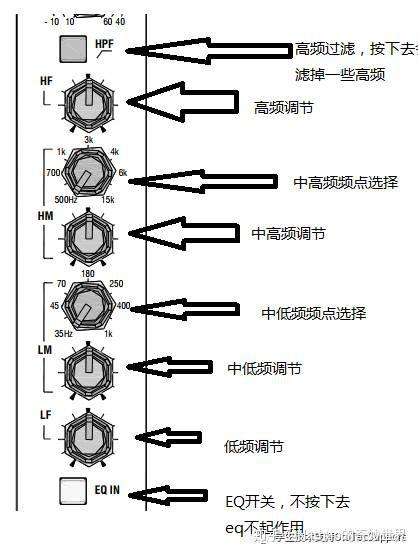 - 10 10 60 40
HPF
高频过滤，按下去会
滤掉一些高频
HF
高频调节
3k
1k 4k
700 6k
500Hz 15k
中高频频点选择
HM
中高频调节
180
70 250
45 400
35Hz 1k
中低频频点选择
LM
中低频调节
LF
低频调节
EQ IN
EQ开关，不按下去
eq不起作用